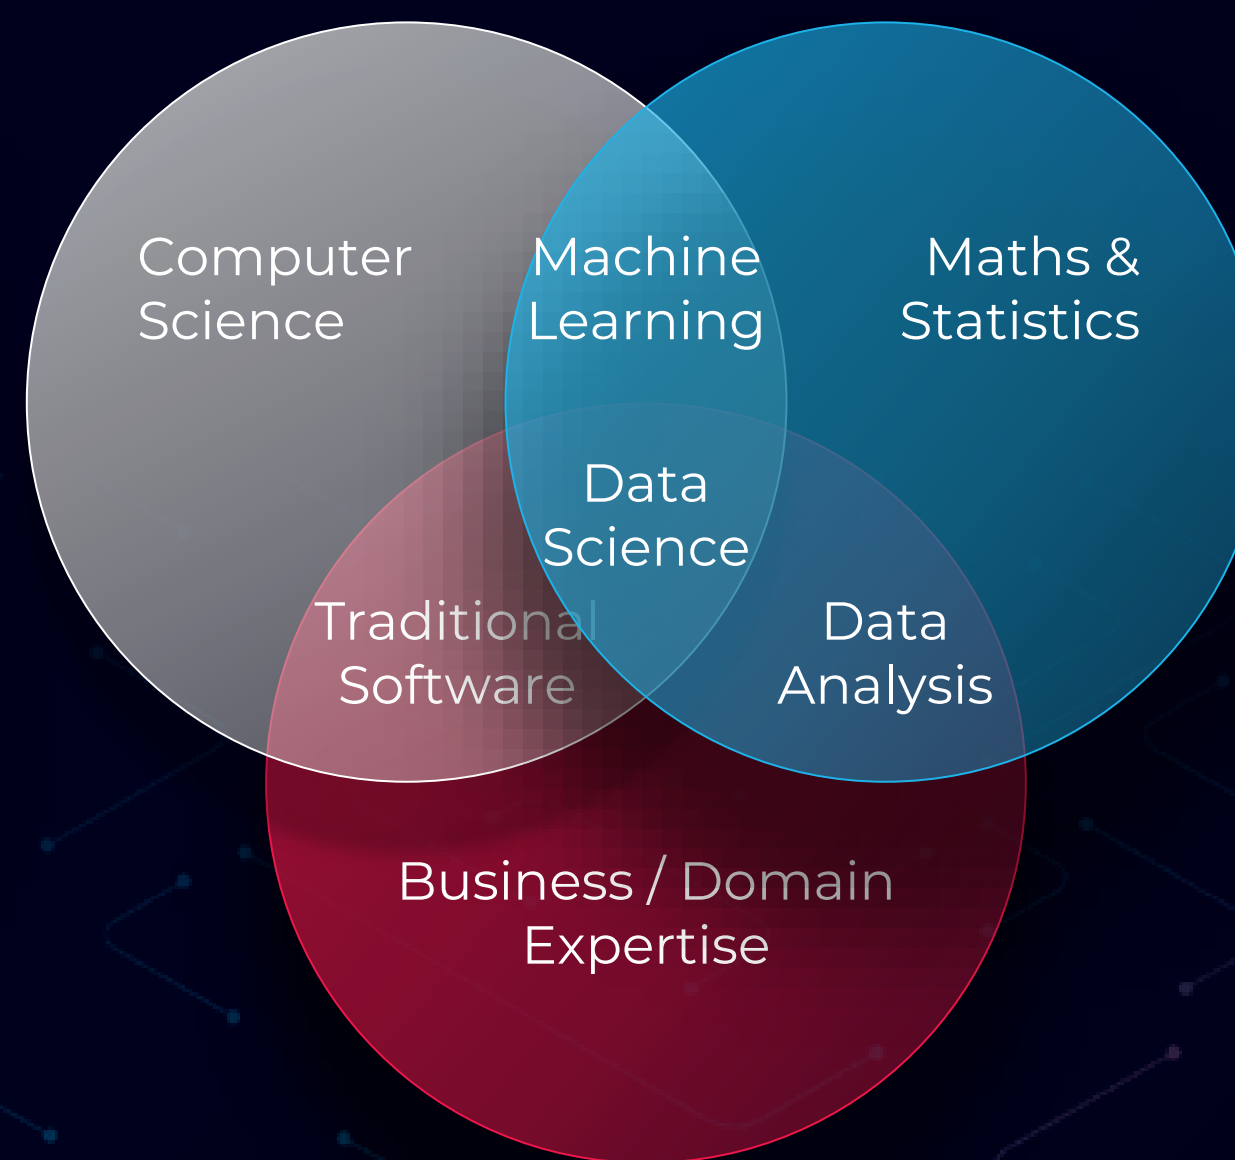 Computer
Science
Machine
Learning
Maths &
Statistics
Data
Science
Traditional
Software
Data
Analysis
Business / Domain
Expertise